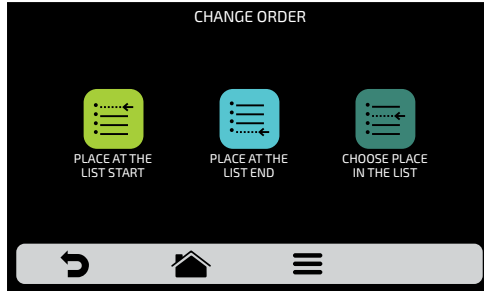 CHANGE ORDER
PLACE AT THE
LIST START
PLACE AT THE
LIST END
CHOOSE PLACE
IN THE LIST